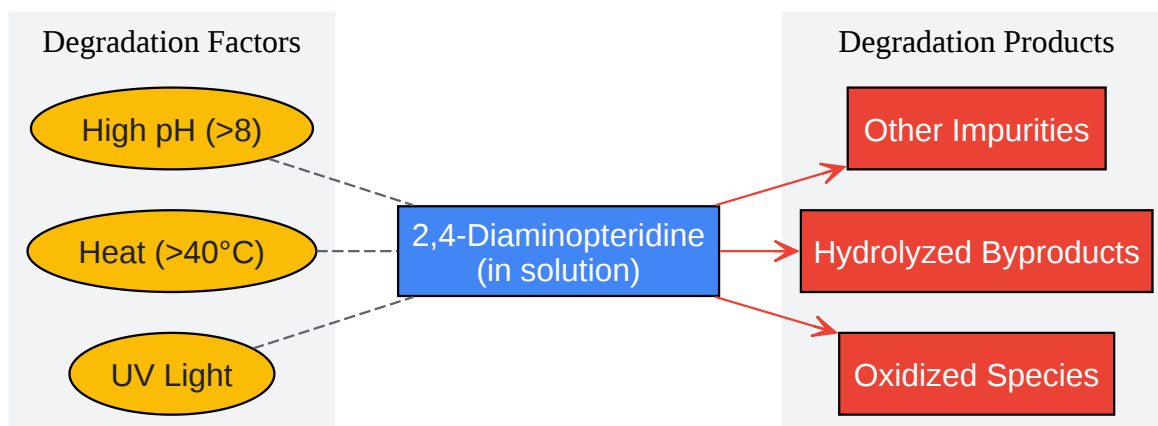 Degradation Factors
High pH (>8)
Heat (>40°C)
UV Light
2,4-Diaminopteridine
(in solution)
Degradation Products
Other Impurities
Hydrolyzed Byproducts
Oxidized Species